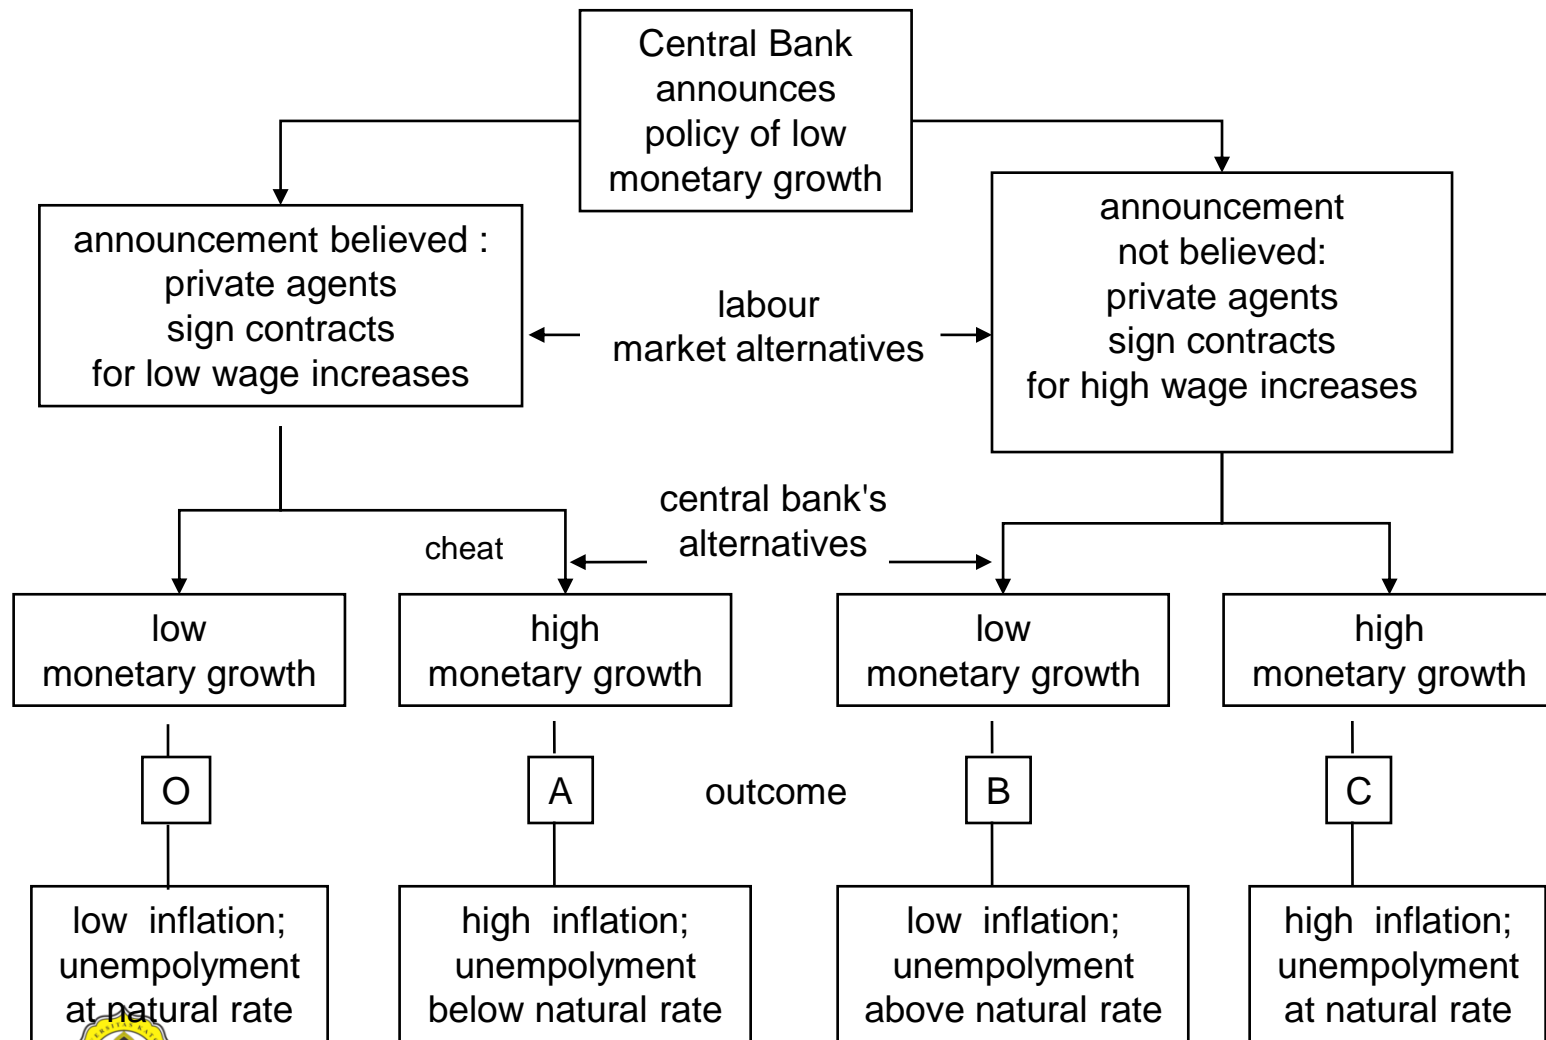 Central Bank
announces
policy of low
monetary growth
announcement believed :
private agents
sign contracts
for low wage increases
labour
market alternatives
announcement
not believed:
private agents
sign contracts
for high wage increases
cheat
central bank's
alternatives
low
monetary growth
high
monetary growth
low
monetary growth
high
monetary growth
O
A
outcome
B
C
low inflation;
unempolyment
at natural rate
high inflation;
unempolyment
below natural rate
low inflation;
unempolyment
above natural rate
high inflation;
unempolyment
at natural rate